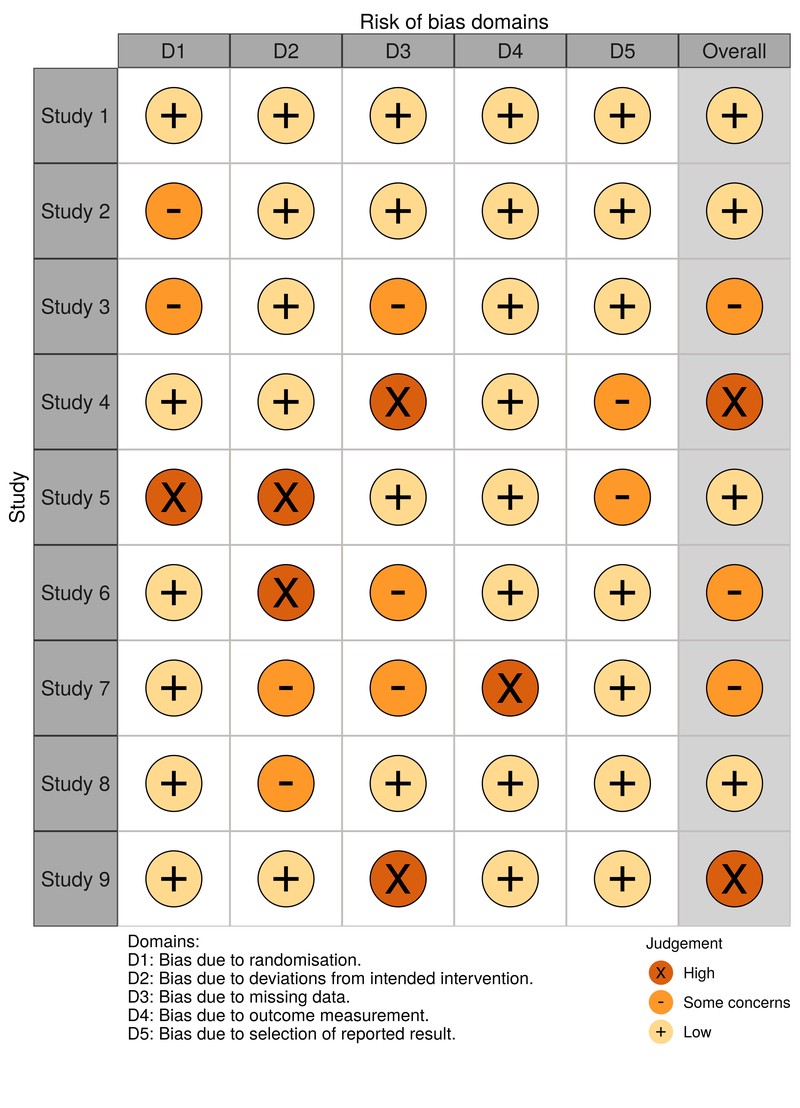 Risk of bias domains
D1 D2 D3 D4 D5 Overall
Study 1 + + + + + +
Study 2 - + + + + +
Study 3 - + - + + -
Study 4 + + X + - X
Study 5 X X + + - +
Study 6 + X - + + -
Study 7 + - - X + -
Study 8 + - + + + +
Study 9 + + X + + X
Study
Domains:
D1: Bias due to randomisation.
D2: Bias due to deviations from intended intervention.
D3: Bias due to missing data.
D4: Bias due to outcome measurement.
D5: Bias due to selection of reported result.
Judgement
X High
- Some concerns
+ Low